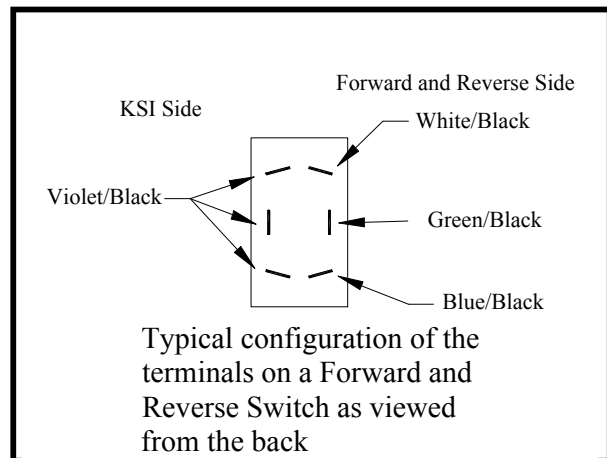 Forward and Reverse Side
KSI Side
White/Black
Violet/Black
Green/Black
Blue/Black
Typical configuration of the
terminals on a Forward and
Reverse Switch as viewed
from the back